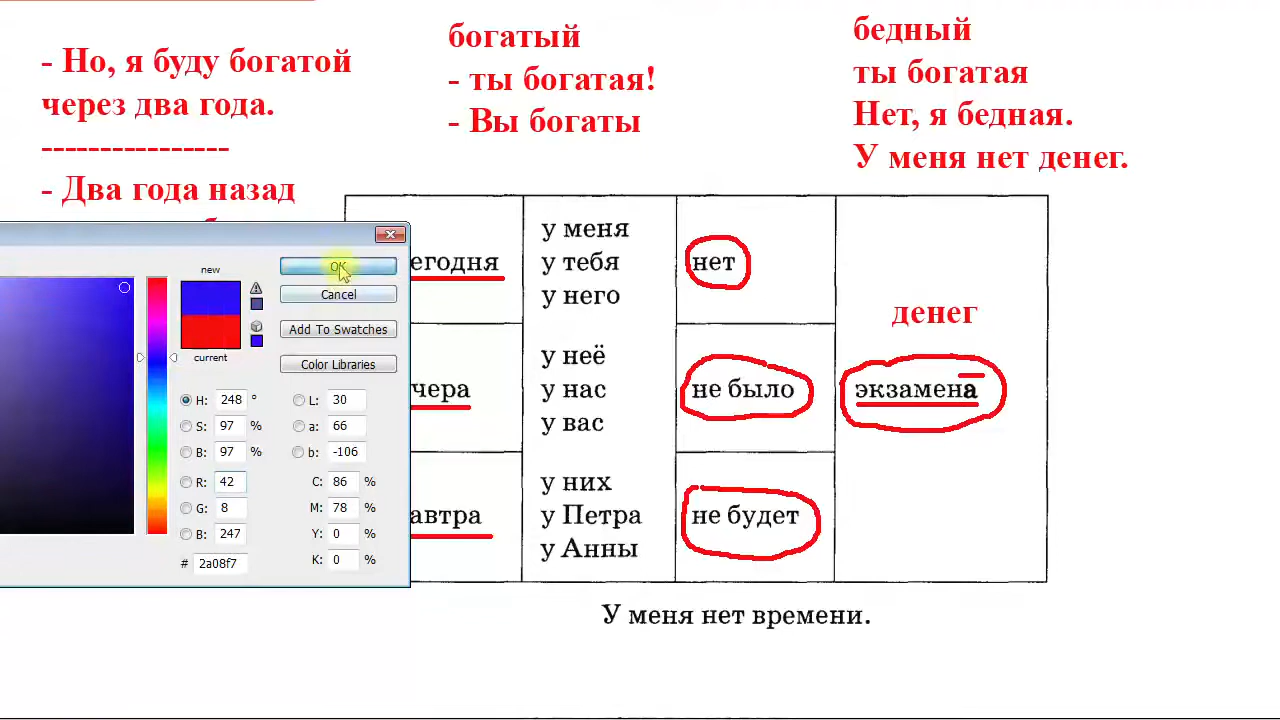 - Но, я буду богатой
через два года.
----------------
- Два года назад
богатый
- ты богатая!
- Вы богаты
бедный
ты богатая
Нет, я бедная.
У меня нет денег.
егодня
у меня
у тебя
у него
нет
чера
у неё
у нас
у вас
не было
автра
у них
у Петра
у Анны
не будет
денег
экзамена
У меня нет времени.
new
current
OK
Cancel
Add To Swatches
Color Libraries
H: 248 °
S: 97 %
B: 97 %
R: 42
G: 8
B: 247
# 2a08f7
L: 30
a: 66
b: -106
C: 86 %
M: 78 %
Y: 0 %
K: 0 %